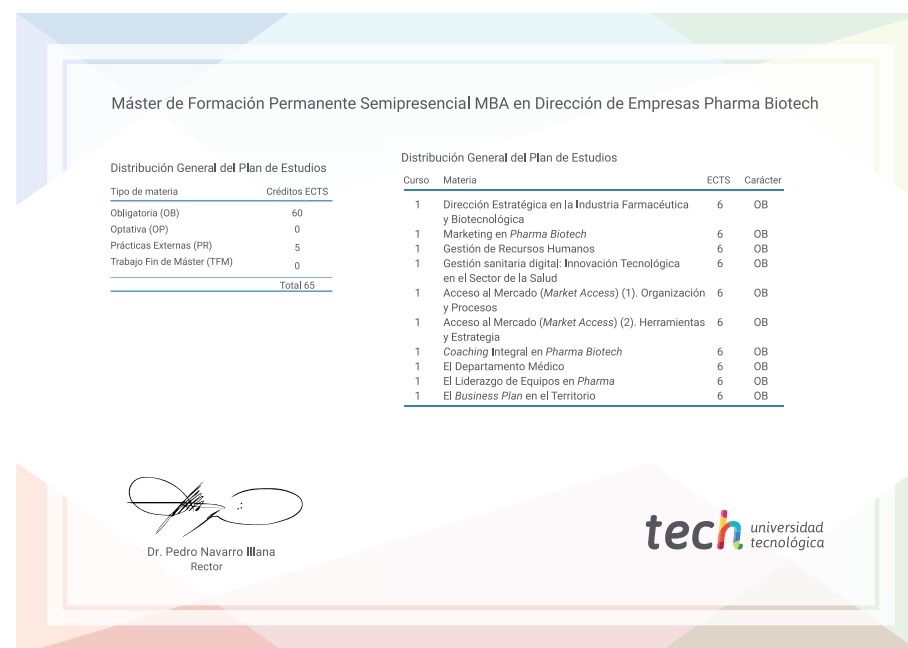 Máster de Formación Permanente Semipresencial MBA en Dirección de Empresas Pharma Biotech
Distribución General del Plan de Estudios
Tipo de materia Créditos ECTS
Obligatoria (OB) 60
Optativa (OP) 0
Prácticas Externas (PR) 5
Trabajo Fin de Máster (TFM) 0
Total 65
Distribución General del Plan de Estudios
Curso Materia ECTS Carácter
1 Dirección Estratégica en la Industria Farmacéutica 6 OB
y Biotecnológica
1 Marketing en Pharma Biotech 6 OB
1 Gestión de Recursos Humanos 6 OB
1 Gestión sanitaria digital: Innovación Tecnológica 6 OB
en el Sector de la Salud
1 Acceso al Mercado (Market Access) (1). Organización 6 OB
y Procesos
1 Acceso al Mercado (Market Access) (2). Herramientas 6 OB
y Estrategia
1 Coaching Integral en Pharma Biotech 6 OB
1 El Departamento Médico 6 OB
1 El Liderazgo de Equipos en Pharma 6 OB
1 El Business Plan en el Territorio 6 OB
Dr. Pedro Navarro Illana
Rector
tech universidad
tecnológica